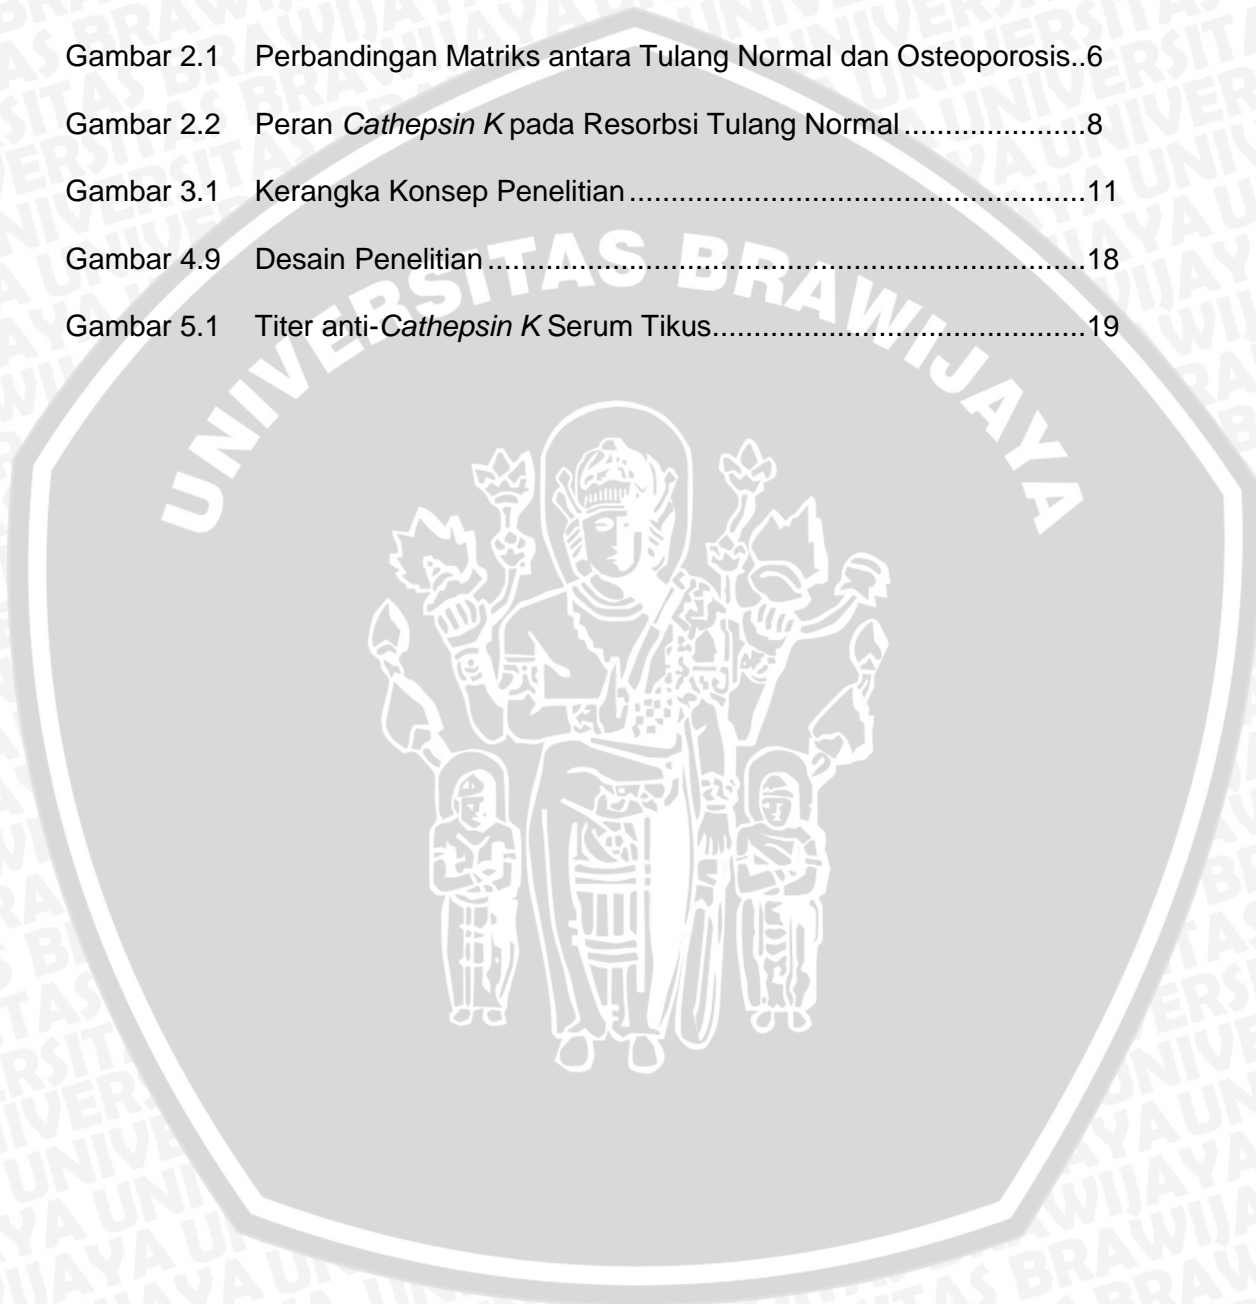 Gambar 2.1 Perbandingan Matriks antara Tulang Normal dan Osteoporosis..6
Gambar 2.2 Peran Cathepsin K pada Resorbsi Tulang Normal......................8
Gambar 3.1 Kerangka Konsep Penelitian.......................................................11
Gambar 4.9 Desain Penelitian........................................................................18
Gambar 5.1 Titer anti-Cathepsin K Serum Tikus.............................................19
UNIVERSITAS BRAWIJAYA